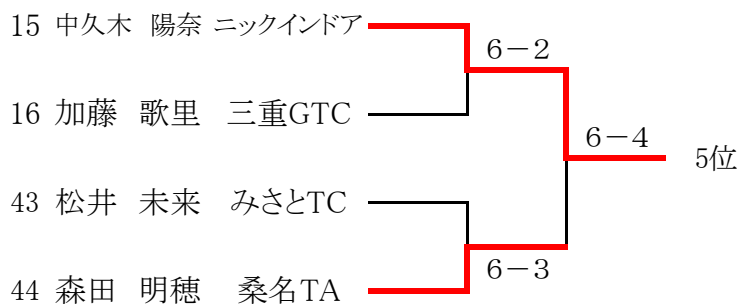 15 中久木 陽奈 ニックインドア
6－2
16 加藤 歌里 三重GTC
6－4
5位
43 松井 未来 みさとTC
6－3
44 森田 明穂 桑名TA